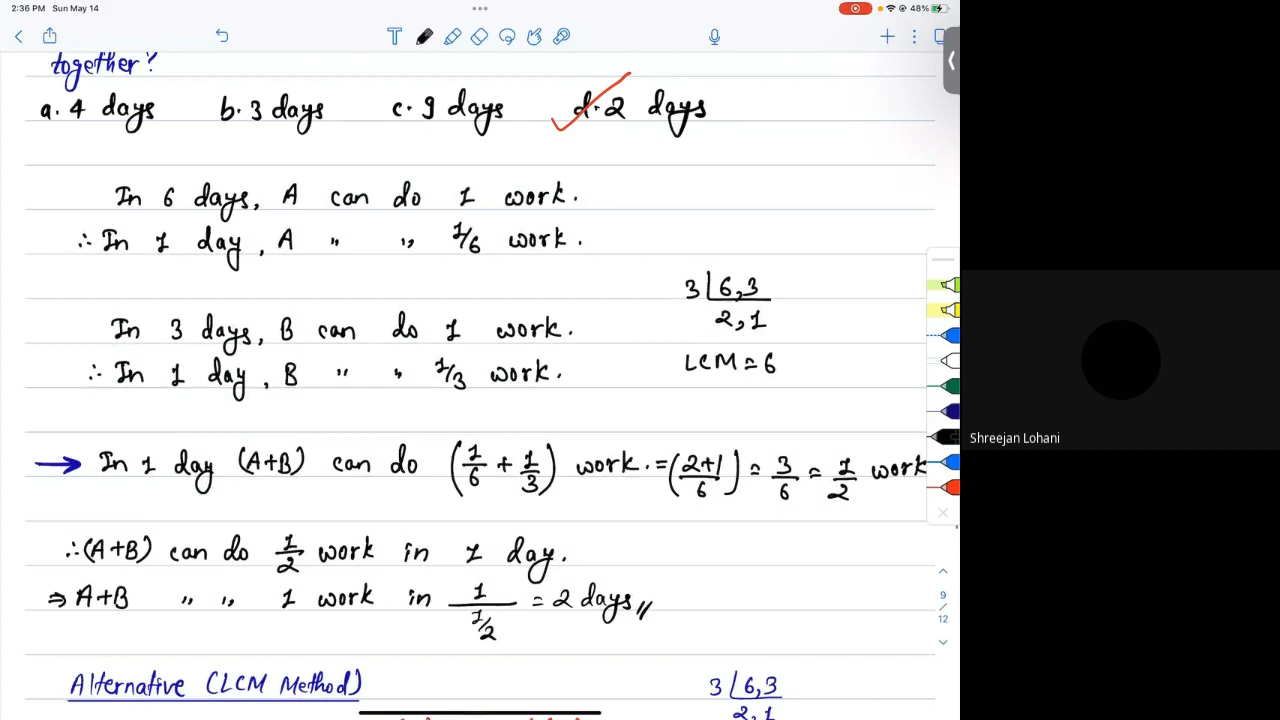 2:36 PM Sun May 14
48%
together?
a. 4 days b. 3 days c. 9 days d. 2 days
In 6 days, A can do 1 work.
∴ In 1 day, A " " 1/6 work.
3 | 6, 3
2, 1
In 3 days, B can do 1 work.
LCM = 6
∴ In 1 day, B " " 1/3 work.
→ In 1 day (A+B) can do (1/6 + 1/3) work. = (2+1/6) = 3/6 = 1/2 work
Shreejan Lohani
∴ (A+B) can do 1/2 work in 1 day.
⇒ A+B " " 1 work in 1/(1/2) = 2 days //
9
/
12
Alternative (LCM Method)
3 | 6, 3
2, 1